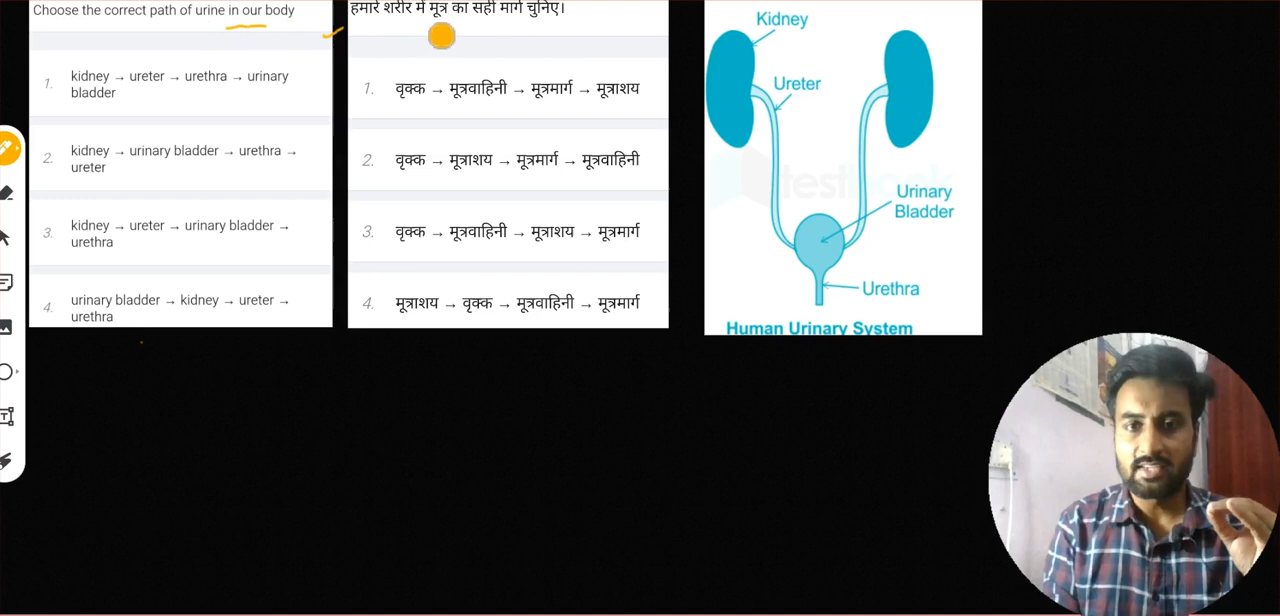 Choose the correct path of urine in our body
1. kidney → ureter → urethra → urinary
bladder
2. kidney → urinary bladder → urethra →
ureter
3. kidney → ureter → urinary bladder →
urethra
4. urinary bladder → kidney → ureter →
urethra
हमारे शरीर में मूत्र का सही मार्ग चुनिए।
1. वृक्क → मूत्रवाहिनी → मूत्रमार्ग → मूत्राशय
2. वृक्क → मूत्राशय → मूत्रमार्ग → मूत्रवाहिनी
3. वृक्क → मूत्रवाहिनी → मूत्राशय → मूत्रमार्ग
4. मूत्राशय → वृक्क → मूत्रवाहिनी → मूत्रमार्ग
Kidney
Ureter
Urinary
Bladder
Urethra
Human Urinary System